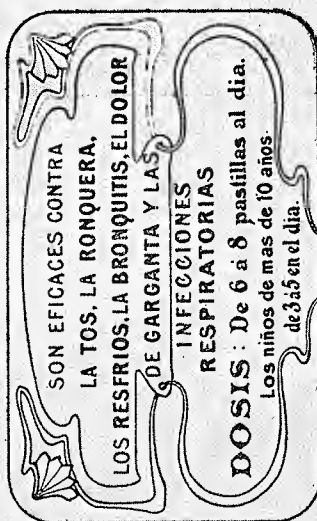 SON EFICACES CONTRA
LA TOS, LA RONQUERA,
LOS RESFRIOS, LA BRONQUITIS, EL DOLOR
DE GARGANTA Y LAS
INFECCIONES
RESPIRATORIAS
DOSIS: De 6 á 8 pastillas al dia.
Los niños de mas de 10 años
de 3 á 5 en el dia.